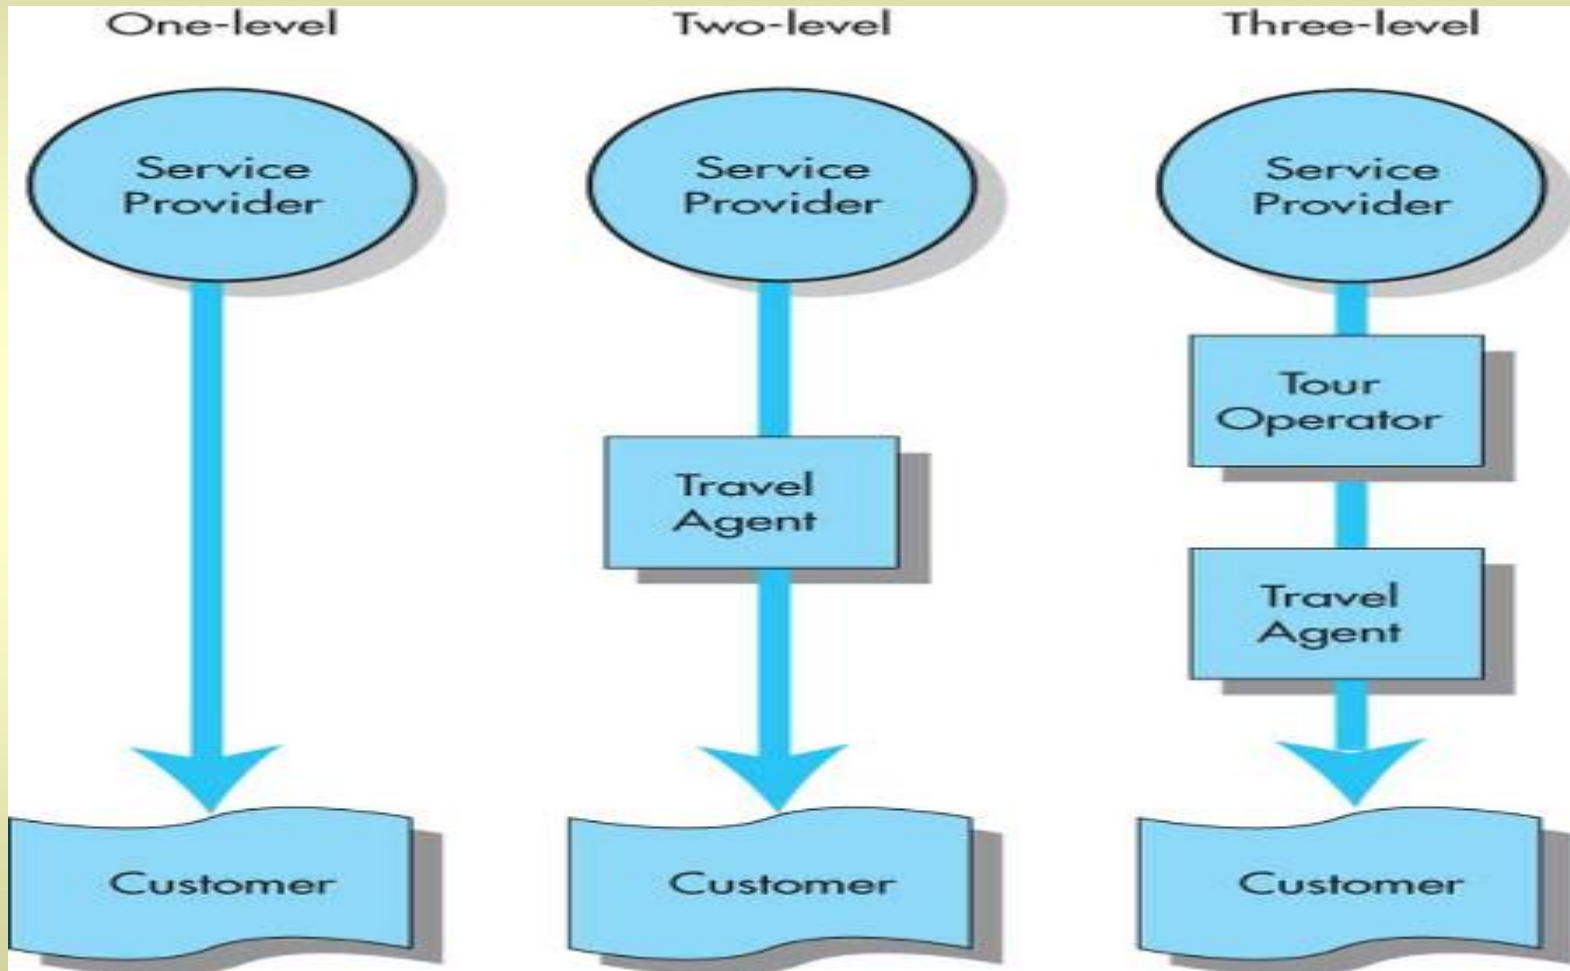 One-level
Service
Provider
Customer
Two-level
Service
Provider
Travel
Agent
Customer
Three-level
Service
Provider
Tour
Operator
Travel
Agent
Customer